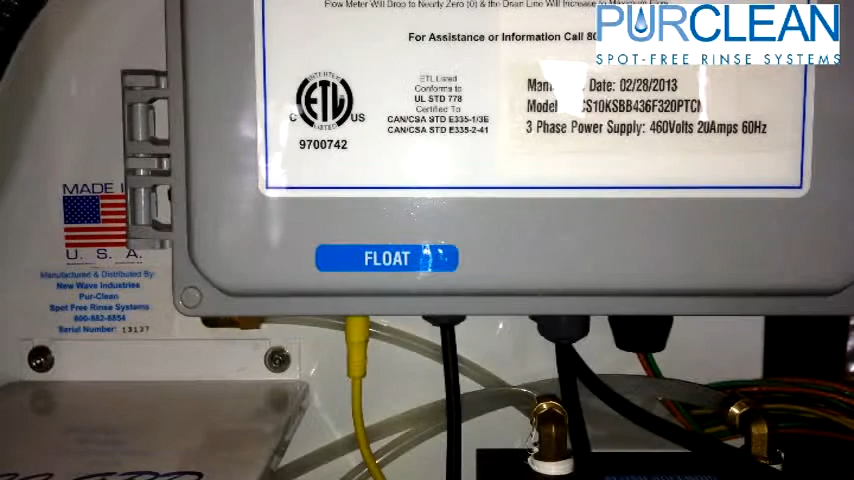 Flow Meter Will Drop to Nearly Zero (0) & the Drain Line Will Increase to Maximum Flow
For Assistance or Information Call 80
PURCLEAN
SPOT-FREE RINSE SYSTEMS
INTERTEK
ETL
LISTED
C US
9700742
ETL Listed
Conforms to
UL STD 778
Certified To
CAN/CSA STD E335-1/3E
CAN/CSA STD E335-2-41
Date: 02/28/2013
Model
3 Phase Power Supply: 460Volts 20Amps 60Hz
MADE
U. S. A.
FLOAT
Manufactured & Distributed By:
New Wave Industries
Pur-Clean
Spot Free Rinse Systems
800-882-8854
Serial Number: 13137